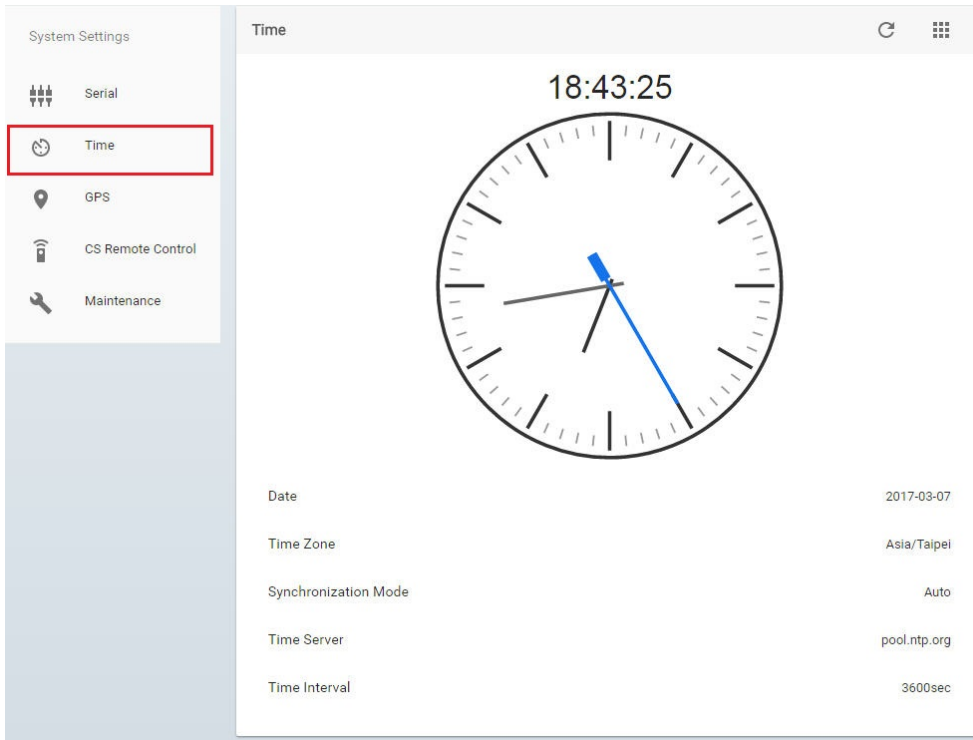 System Settings
Serial
Time
GPS
CS Remote Control
Maintenance
Time
18:43:25
Date 2017-03-07
Time Zone Asia/Taipei
Synchronization Mode Auto
Time Server pool.ntp.org
Time Interval 3600sec